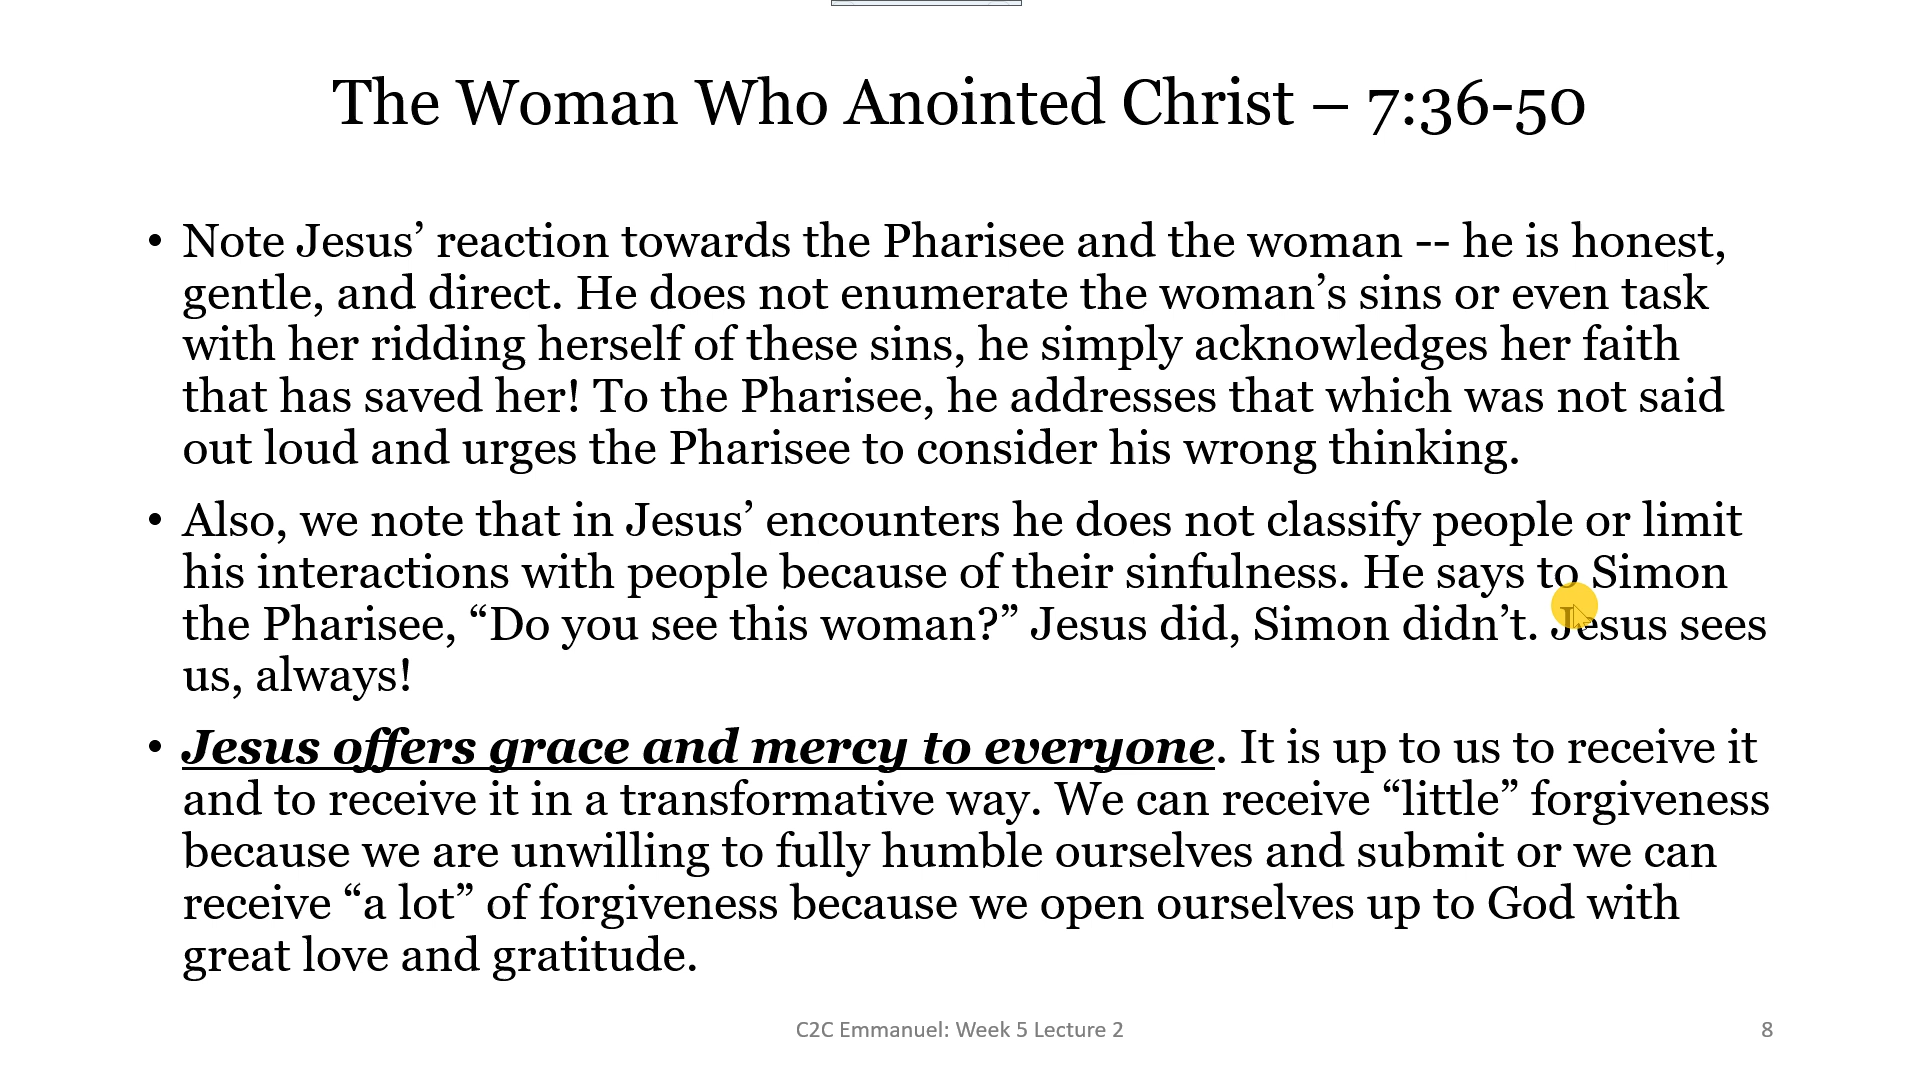 The Woman Who Anointed Christ – 7:36-50
• Note Jesus’ reaction towards the Pharisee and the woman -- he is honest,
gentle, and direct. He does not enumerate the woman’s sins or even task
with her ridding herself of these sins, he simply acknowledges her faith
that has saved her! To the Pharisee, he addresses that which was not said
out loud and urges the Pharisee to consider his wrong thinking.
• Also, we note that in Jesus’ encounters he does not classify people or limit
his interactions with people because of their sinfulness. He says to Simon
the Pharisee, “Do you see this woman?” Jesus did, Simon didn’t. Jesus sees
us, always!
• Jesus offers grace and mercy to everyone. It is up to us to receive it
and to receive it in a transformative way. We can receive “little” forgiveness
because we are unwilling to fully humble ourselves and submit or we can
receive “a lot” of forgiveness because we open ourselves up to God with
great love and gratitude.
C2C Emmanuel: Week 5 Lecture 2
8